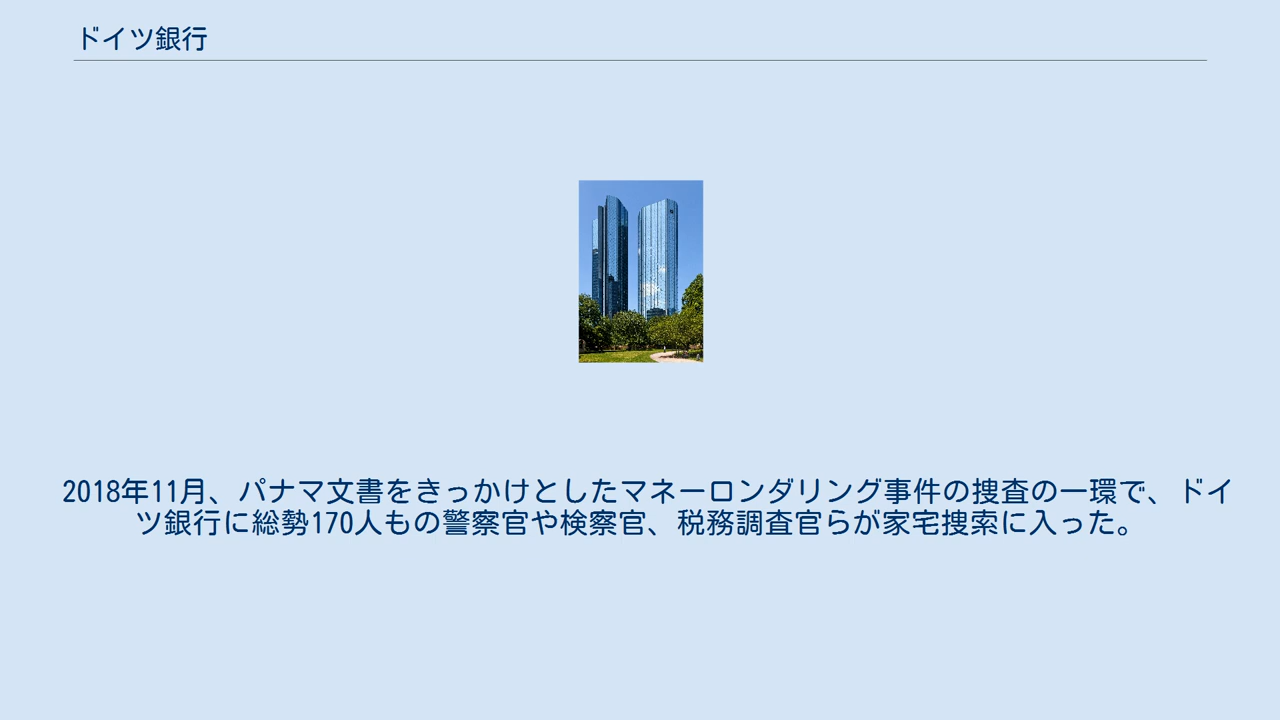 ドイツ銀行
2018年11月、パナマ文書をきっかけとしたマネーロンダリング事件の捜査の一環で、ドイ
ツ銀行に総勢170人もの警察官や検察官、税務調査官らが家宅捜索に入った。